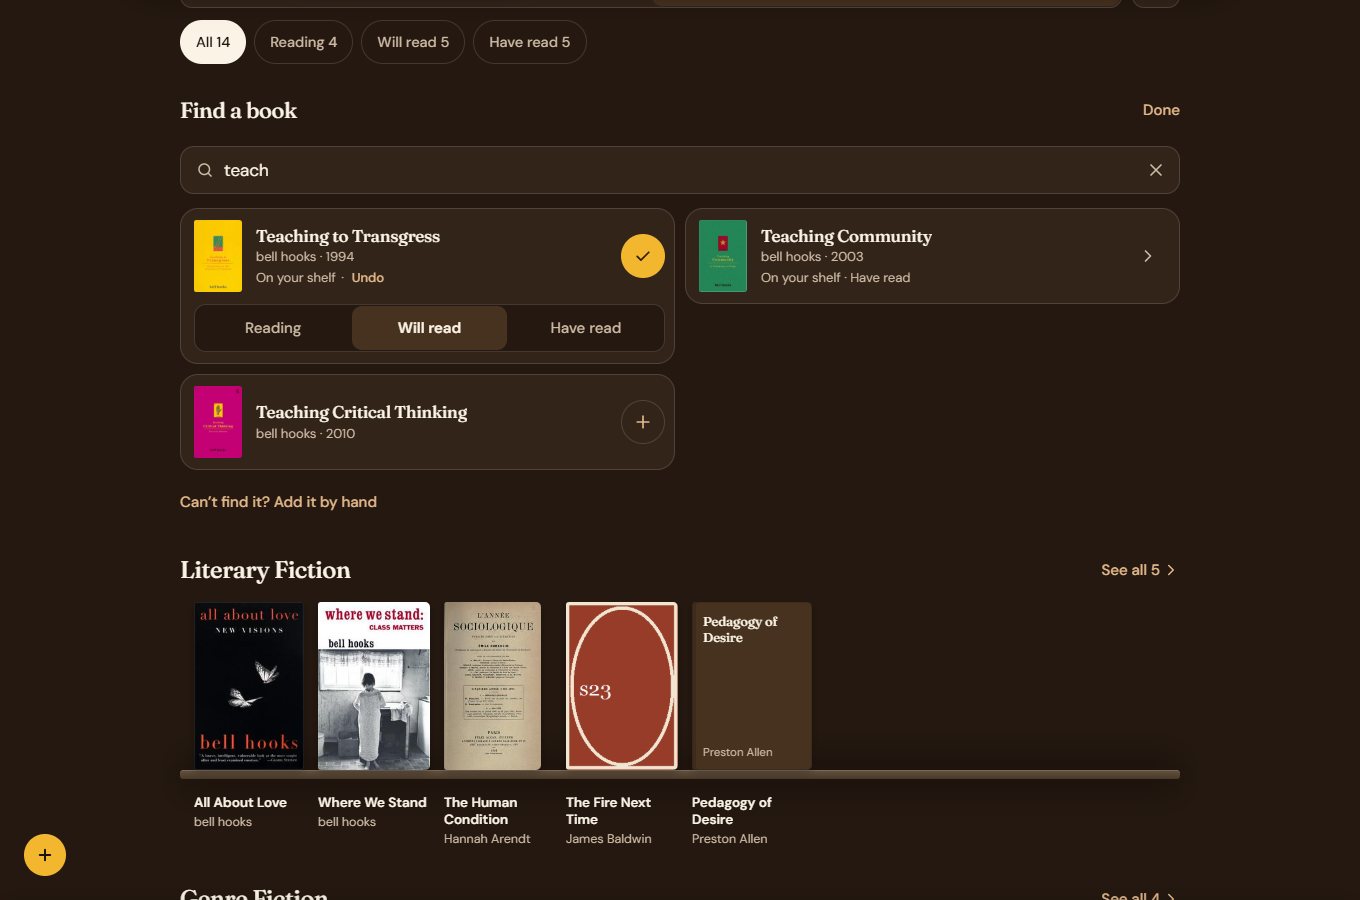 All 14
Reading 4
Will read 5
Have read 5
Find a book
Done
teach
Teaching to Transgress
bell hooks · 1994
On your shelf · Undo
Reading
Will read
Have read
Teaching Community
bell hooks · 2003
On your shelf · Have read
Teaching Critical Thinking
bell hooks · 2010
Can't find it? Add it by hand
Literary Fiction
See all 5
all about love
NEW VISIONS
bell hooks
where we stand:
CLASS MATTERS
bell hooks
L'ANNÉE
SOCIOLOGIQUE
PARIS
s23
Pedagogy of
Desire
Preston Allen
All About Love
bell hooks
Where We Stand
bell hooks
The Human
Condition
Hannah Arendt
The Fire Next
Time
James Baldwin
Pedagogy of
Desire
Preston Allen
Genre Fiction
See all 4